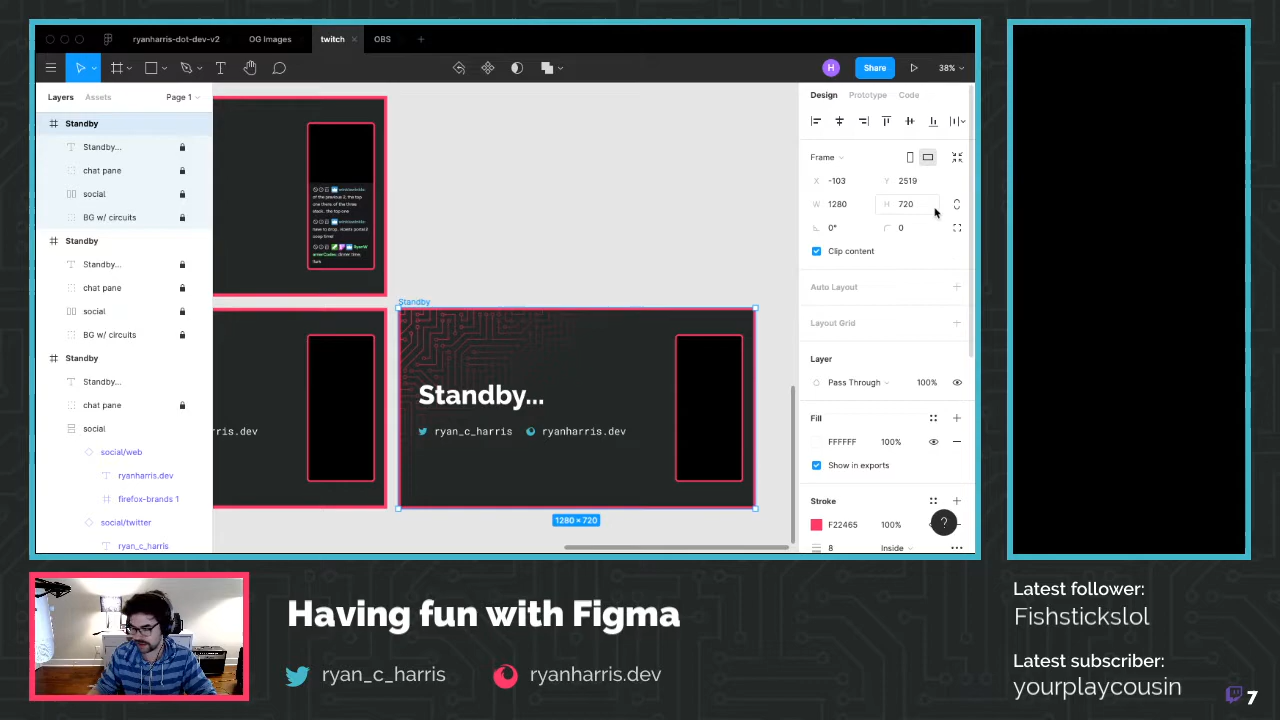 ryanharris-dot-dev-v2
OG Images
twitch
OBS
H
Share
38%
Layers
Assets
Page 1
Standby
Standby...
chat pane
social
BG w/ circuits
Standby
Standby...
chat pane
social
BG w/ circuits
Standby
Standby...
chat pane
social
social/web
ryanharris.dev
firefox-brands 1
social/twitter
ryan_c_harris
ris.dev
Standby
Standby...
ryan_c_harris
ryanharris.dev
1280 × 720
Design
Prototype
Code
Frame
X -103
Y 2519
W 1280
H 720
0°
0
Clip content
Auto Layout
Layout Grid
Layer
Pass Through
100%
Fill
FFFFFF
100%
Show in exports
Stroke
F22465
100%
8
Inside
?
Having fun with Figma
ryan_c_harris
ryanharris.dev
Latest follower:
Fishstickslol
Latest subscriber:
yourplaycousin
7